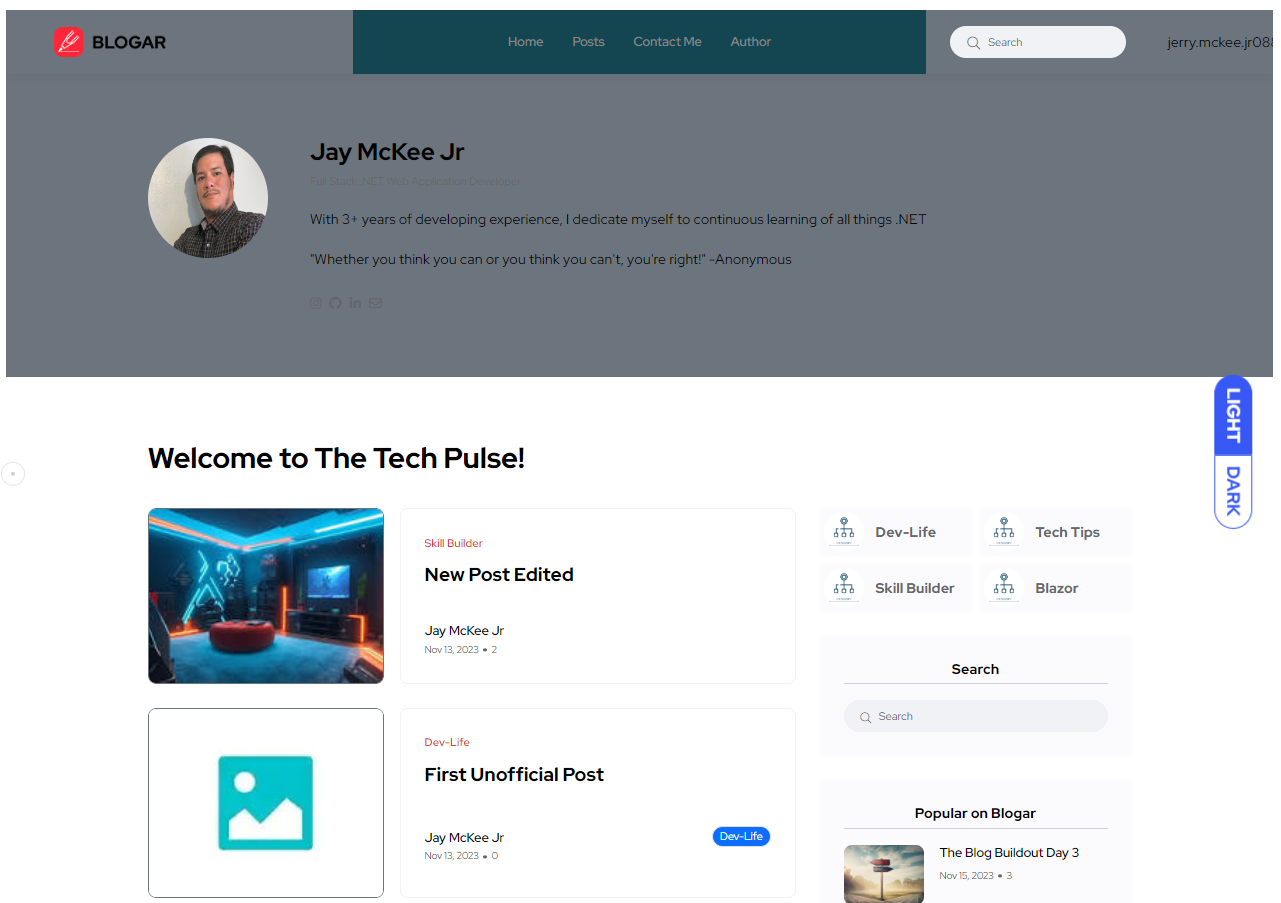 BLOGAR
Home Posts Contact Me Author
Search
jerry.mckee.jr08
Jay McKee Jr
Full Stack .NET Web Application Developer
With 3+ years of developing experience, I dedicate myself to continuous learning of all things .NET
"Whether you think you can or you think you can't, you're right!" -Anonymous
LIGHT
DARK
Welcome to The Tech Pulse!
Skill Builder
New Post Edited
Jay McKee Jr
Nov 13, 2023 • 2
Dev-Life
First Unofficial Post
Jay McKee Jr
Nov 13, 2023 • 0
Dev-Life
Dev-Life
Tech Tips
Skill Builder
Blazor
Search
Search
Popular on Blogar
The Blog Buildout Day 3
Nov 15, 2023 • 3